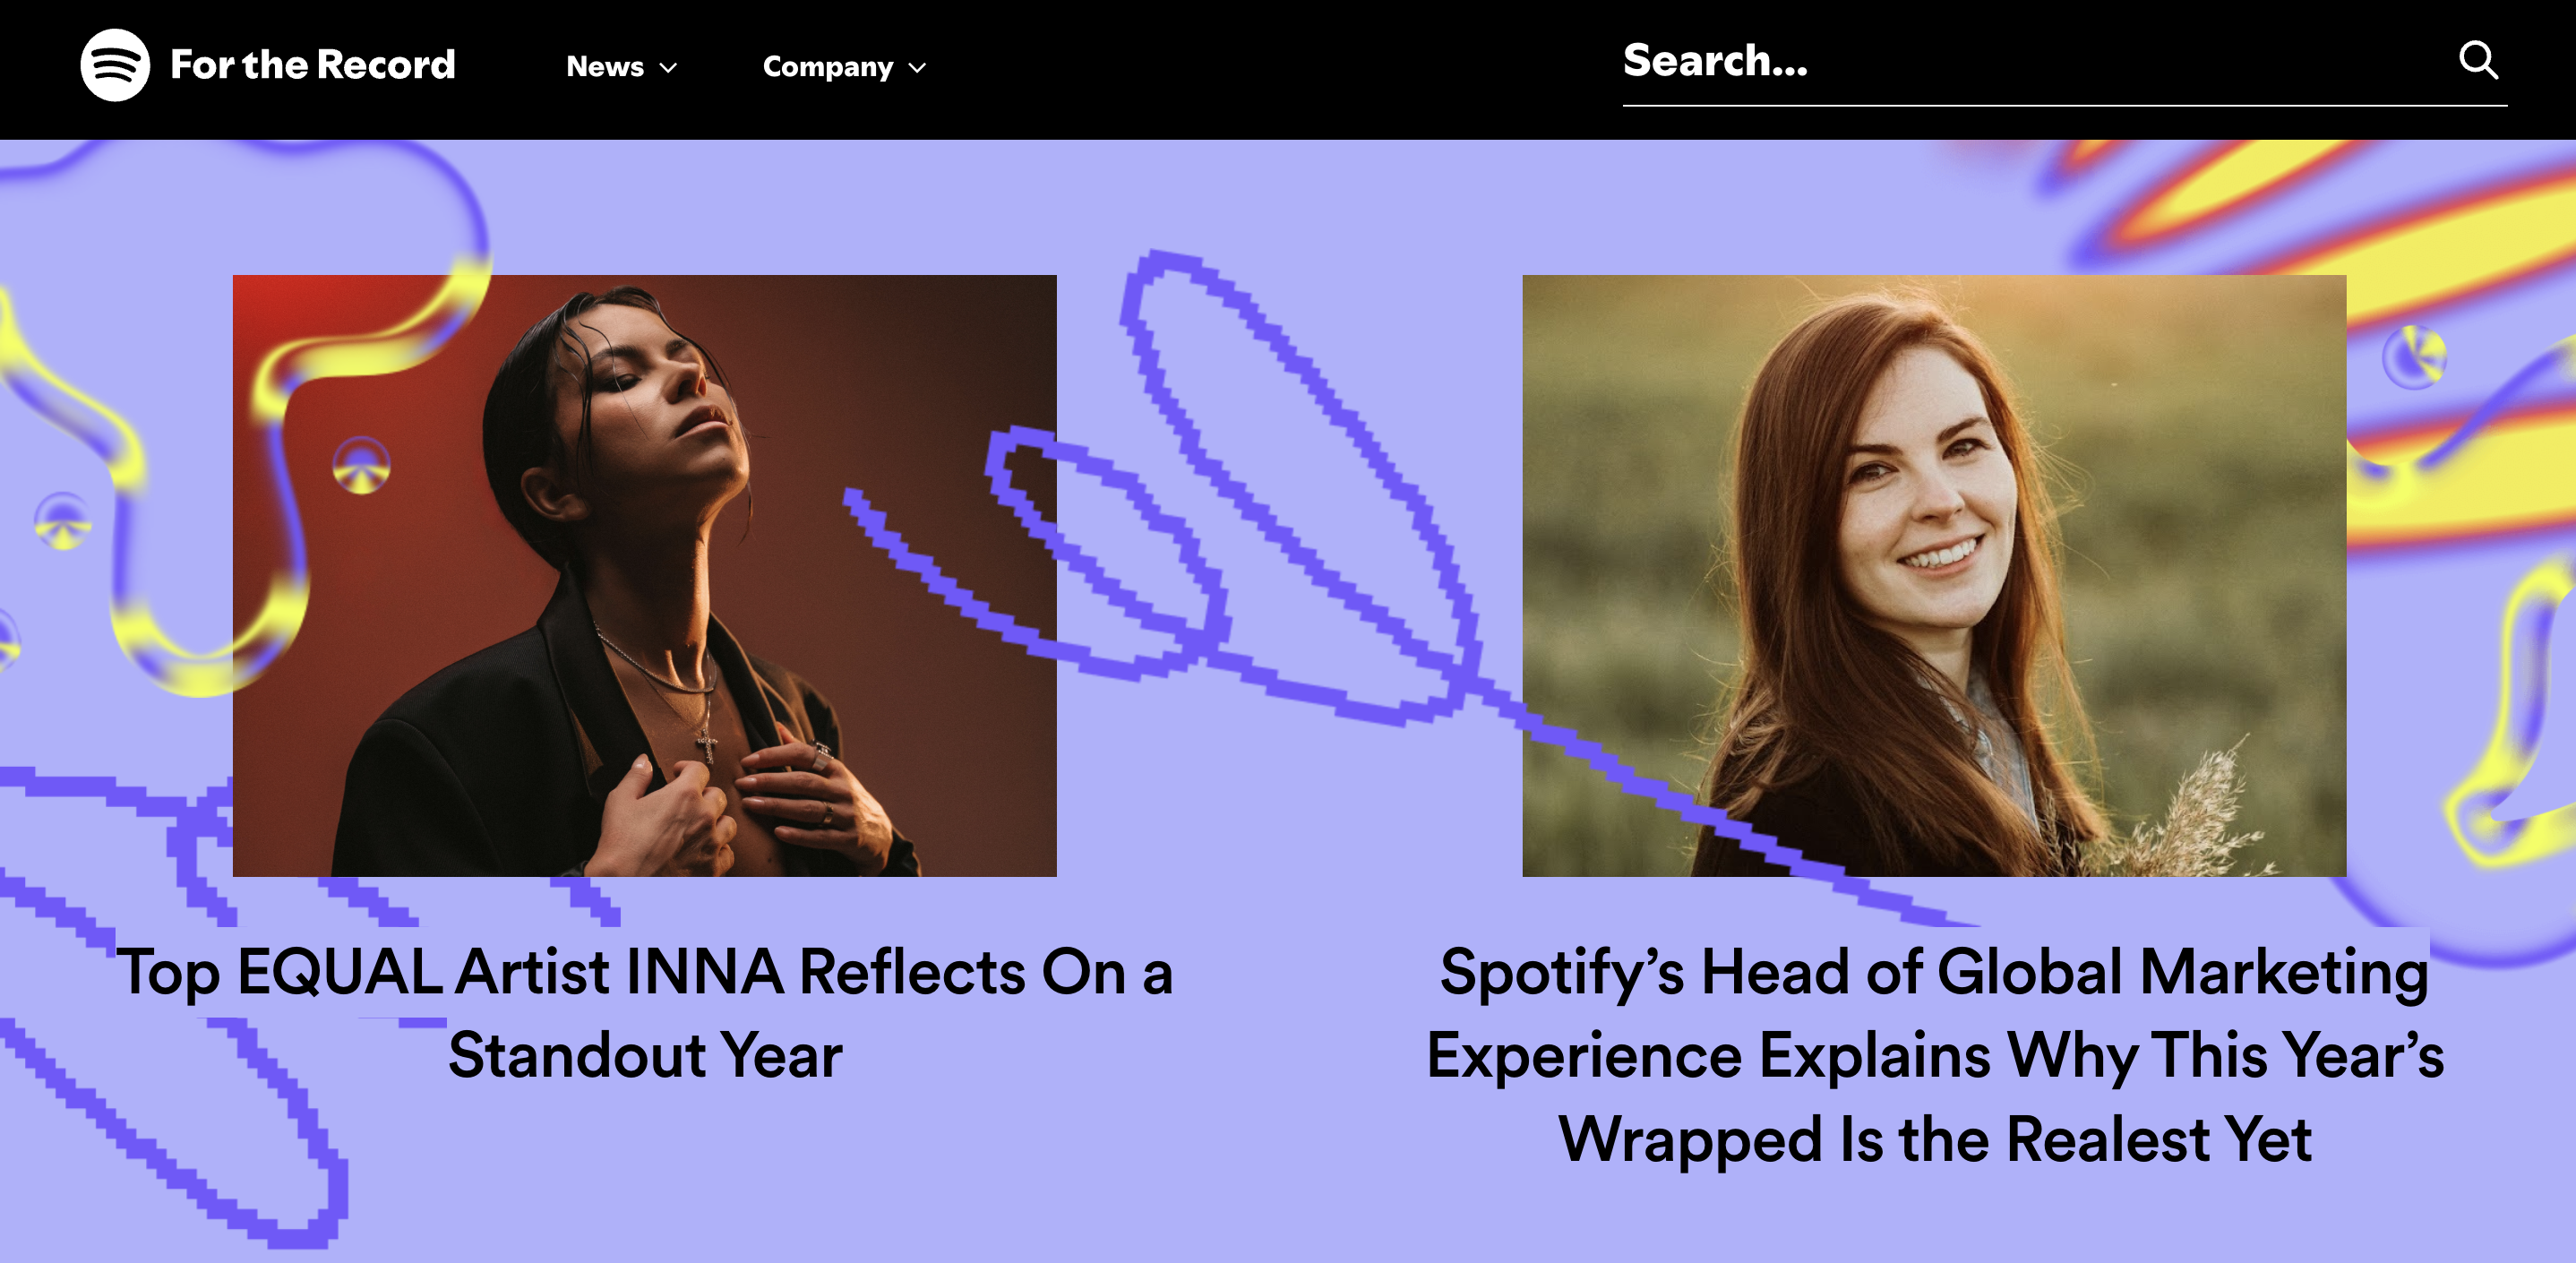 For the Record
News
Company
Search...
Top EQUAL Artist INNA Reflects On a
Standout Year
Spotify’s Head of Global Marketing
Experience Explains Why This Year’s
Wrapped Is the Realest Yet